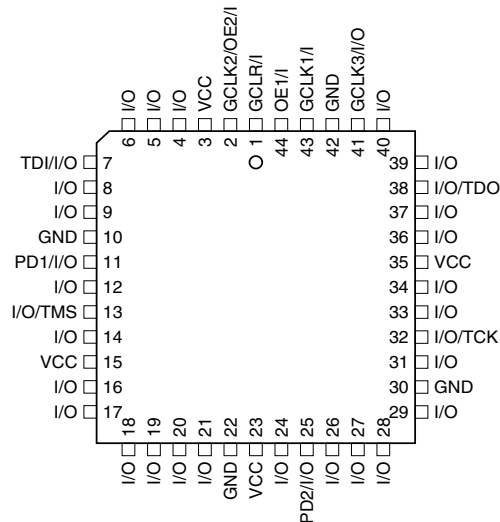 I/O
I/O
I/O
VCC
GCLK2/OE2/I
GCLR/I
OE1/I
GCLK1/I
GND
GCLK3/I/O
I/O
6
5
4
3
2
1
44
43
42
41
40
TDI/I/O 7
I/O 8
I/O 9
GND 10
PD1/I/O 11
I/O 12
I/O/TMS 13
I/O 14
VCC 15
I/O 16
I/O 17
39 I/O
38 I/O/TDO
37 I/O
36 I/O
35 VCC
34 I/O
33 I/O
32 I/O/TCK
31 I/O
30 GND
29 I/O
18
19
20
21
22
23
24
25
26
27
28
I/O
I/O
I/O
I/O
GND
VCC
I/O
PD2/I/O
I/O
I/O
I/O